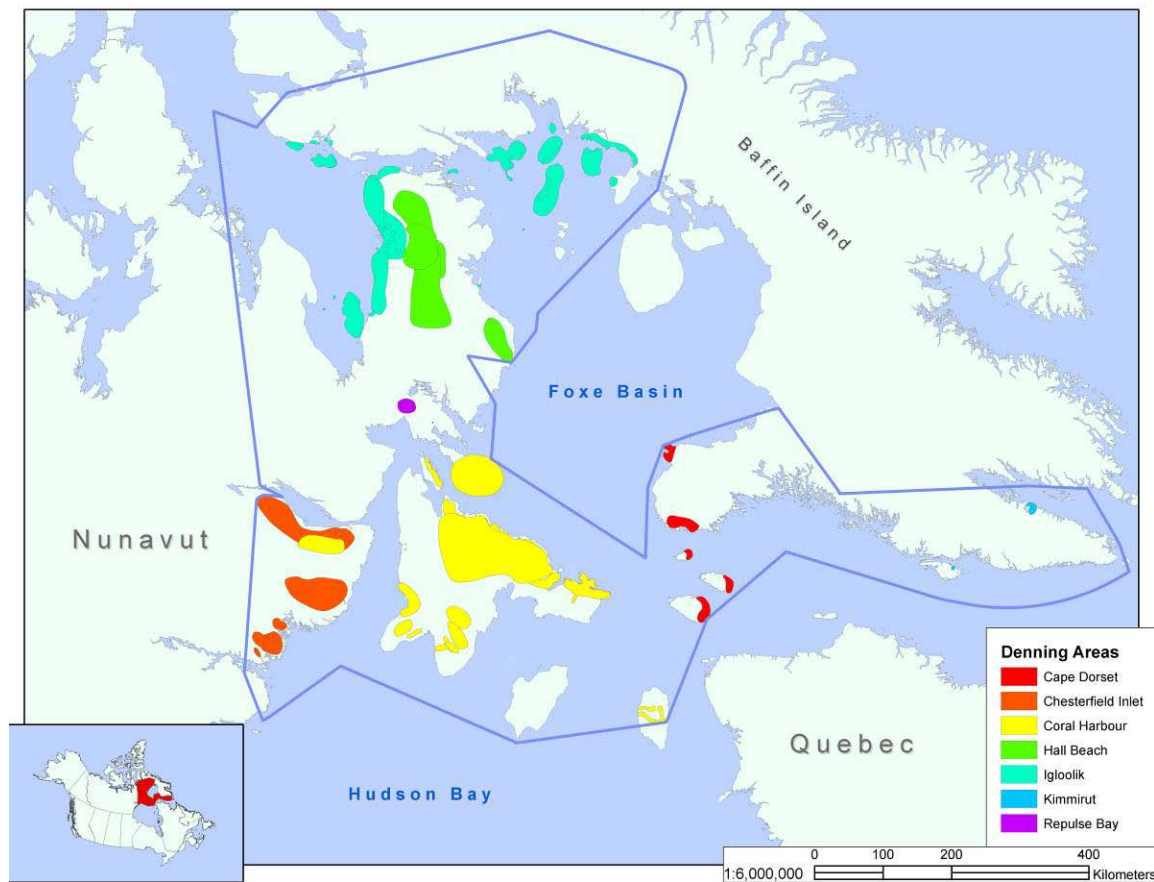 Baffin Island
Foxe Basin
Nunavut
Quebec
Hudson Bay
Denning Areas
Cape Dorset
Chesterfield Inlet
Coral Harbour
Hall Beach
Igloolik
Kimmirut
Repulse Bay
1:6,000,000
0 100 200 400
Kilometers